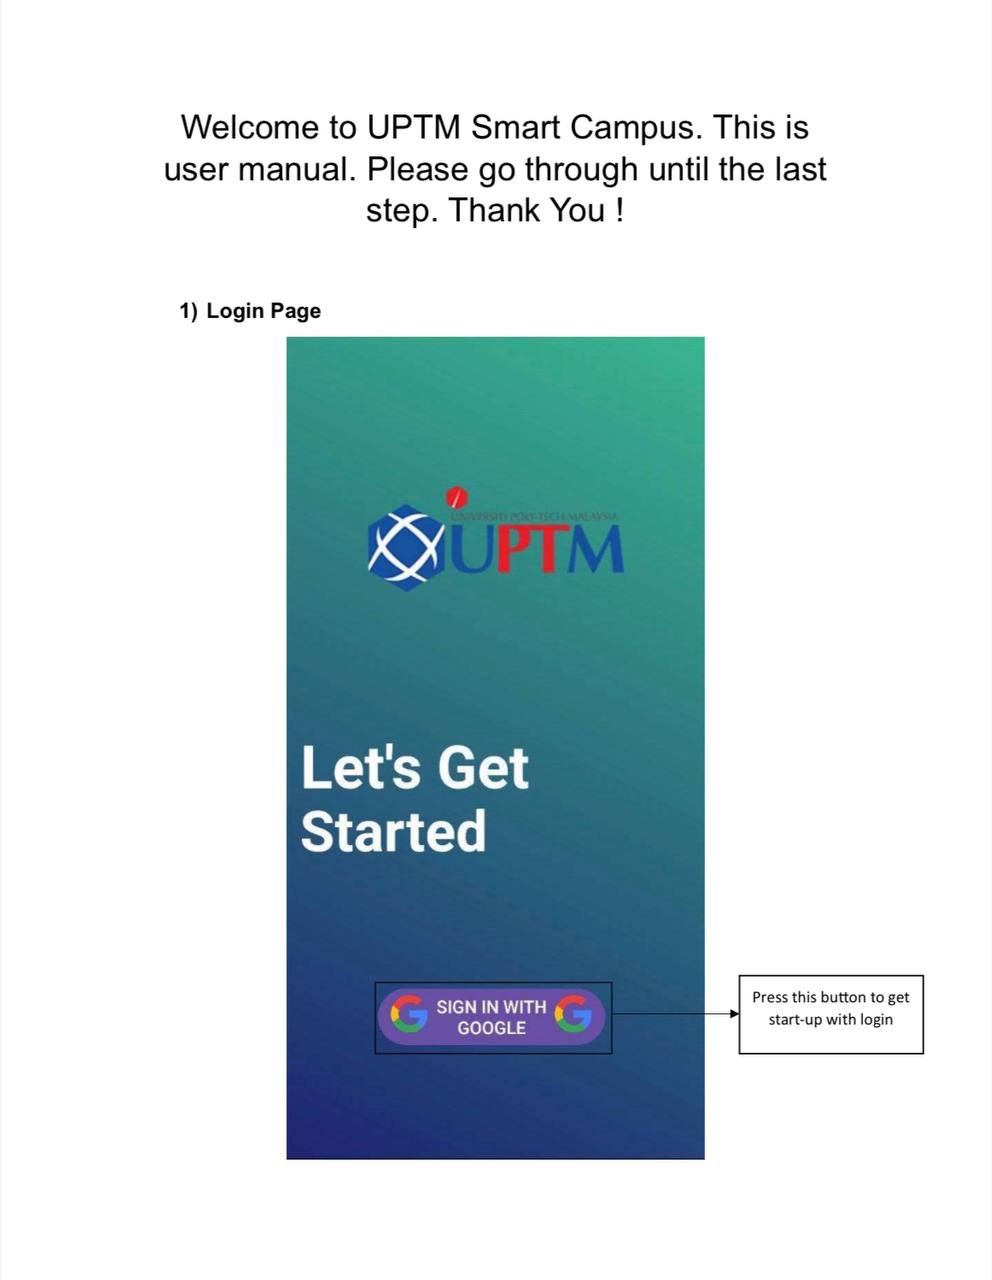 Welcome to UPTM Smart Campus. This is
user manual. Please go through until the last
step. Thank You !
1) Login Page
UNIVERSITI POLY-TECH MALAYSIA
UPTM
Let's Get
Started
SIGN IN WITH
GOOGLE
Press this button to get
start-up with login